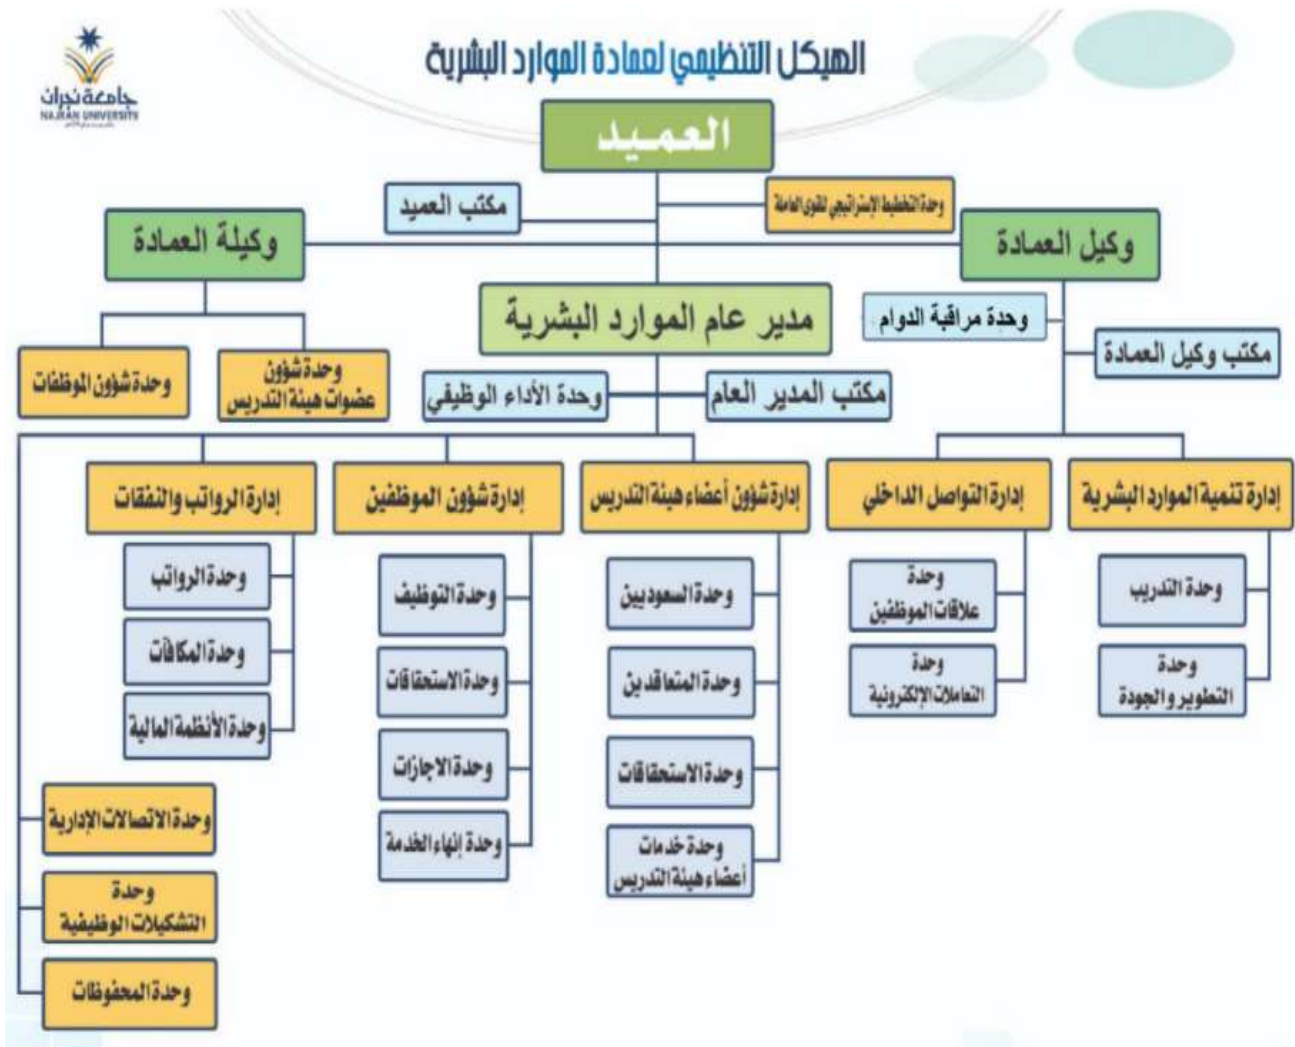 جامعة نجران
NAJRAN UNIVERSITY
الهيكل التنظيمي لعمادة الموارد البشرية
العميد
وحدة التخطيط الإستراتيجي للقوى العاملة
مكتب العميد
وكيل العمادة
وكيلة العمادة
مدير عام الموارد البشرية
وحدة مراقبة الدوام
مكتب وكيل العمادة
وحدة شؤون
عضوات هيئة التدريس
وحدة شؤون الموظفات
مكتب المدير العام
وحدة الأداء الوظيفي
إدارة تنمية الموارد البشرية
إدارة التواصل الداخلي
إدارة شؤون أعضاء هيئة التدريس
إدارة شؤون الموظفين
إدارة الرواتب والنفقات
وحدة التدريب
وحدة
التطوير والجودة
وحدة
علاقات الموظفين
وحدة
التعاملات الإلكترونية
وحدة السعوديين
وحدة المتعاقدين
وحدة الاستحقاقات
وحدة خدمات
أعضاء هيئة التدريس
وحدة التوظيف
وحدة الاستحقاقات
وحدة الاجازات
وحدة إنهاء الخدمة
وحدة الرواتب
وحدة المكافآت
وحدة الأنظمة المالية
وحدة الاتصالات الإدارية
وحدة
التشكيلات الوظيفية
وحدة المحفوظات